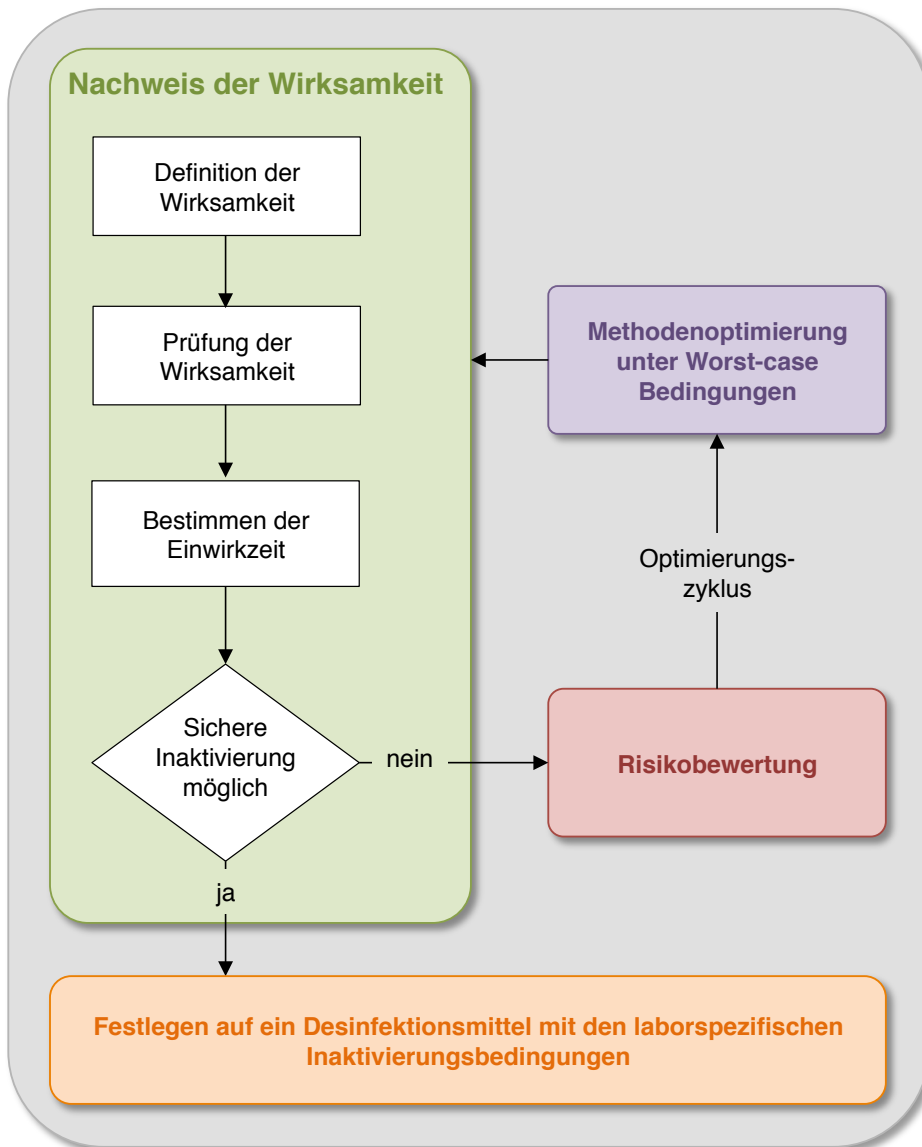 Nachweis der Wirksamkeit
Definition der
Wirksamkeit
Prüfung der
Wirksamkeit
Bestimmen der
Einwirkzeit
Sichere
Inaktivierung
möglich
nein
ja
Risikobewertung
Optimierungs-
zyklus
Methodenoptimierung
unter Worst-case
Bedingungen
Festlegen auf ein Desinfektionsmittel mit den laborspezifischen
Inaktivierungsbedingungen